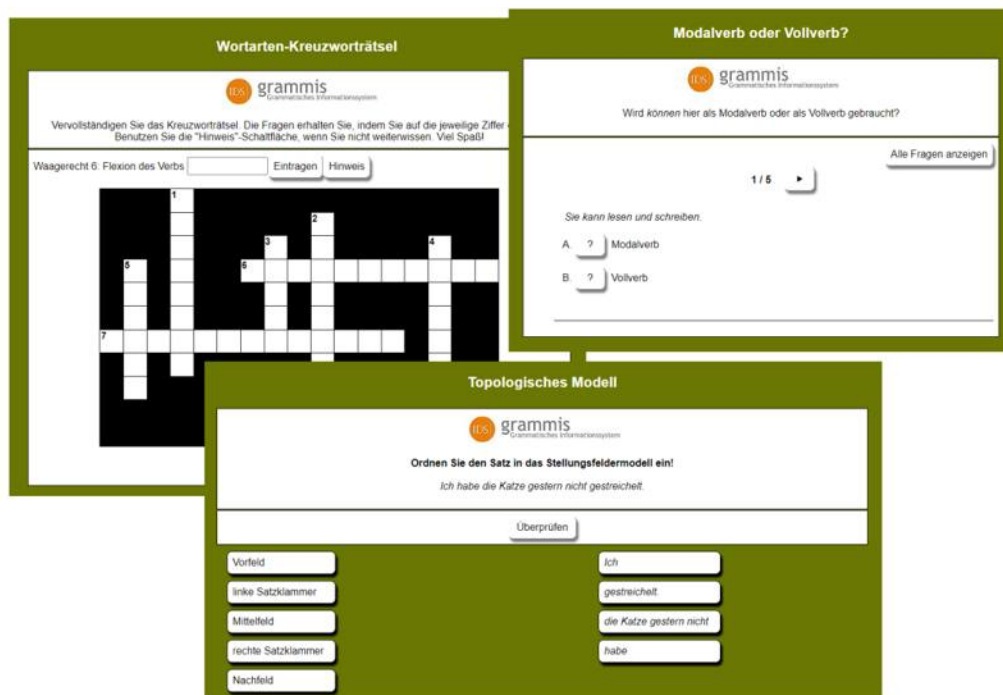 Wortarten-Kreuzworträtsel
IDS grammis
Grammatisches Informationssystem
Vervollständigen Sie das Kreuzworträtsel. Die Fragen erhalten Sie, indem Sie auf die jeweilige Ziffer
Benutzen Sie die "Hinweis"-Schaltfläche, wenn Sie nicht weiterwissen. Viel Spaß!
Waagerecht 6: Flexion des Verbs Eintragen Hinweis
1
2
3 4
5 6
7
Modalverb oder Vollverb?
IDS grammis
Grammatisches Informationssystem
Wird können hier als Modalverb oder als Vollverb gebraucht?
Alle Fragen anzeigen
1 / 5
Sie kann lesen und schreiben.
A. ? Modalverb
B. ? Vollverb
Topologisches Modell
IDS grammis
Grammatisches Informationssystem
Ordnen Sie den Satz in das Stellungsfeldermodell ein!
Ich habe die Katze gestern nicht gestreichelt.
Überprüfen
Vorfeld Ich
linke Satzklammer gestreichelt.
Mittelfeld die Katze gestern nicht
rechte Satzklammer habe
Nachfeld